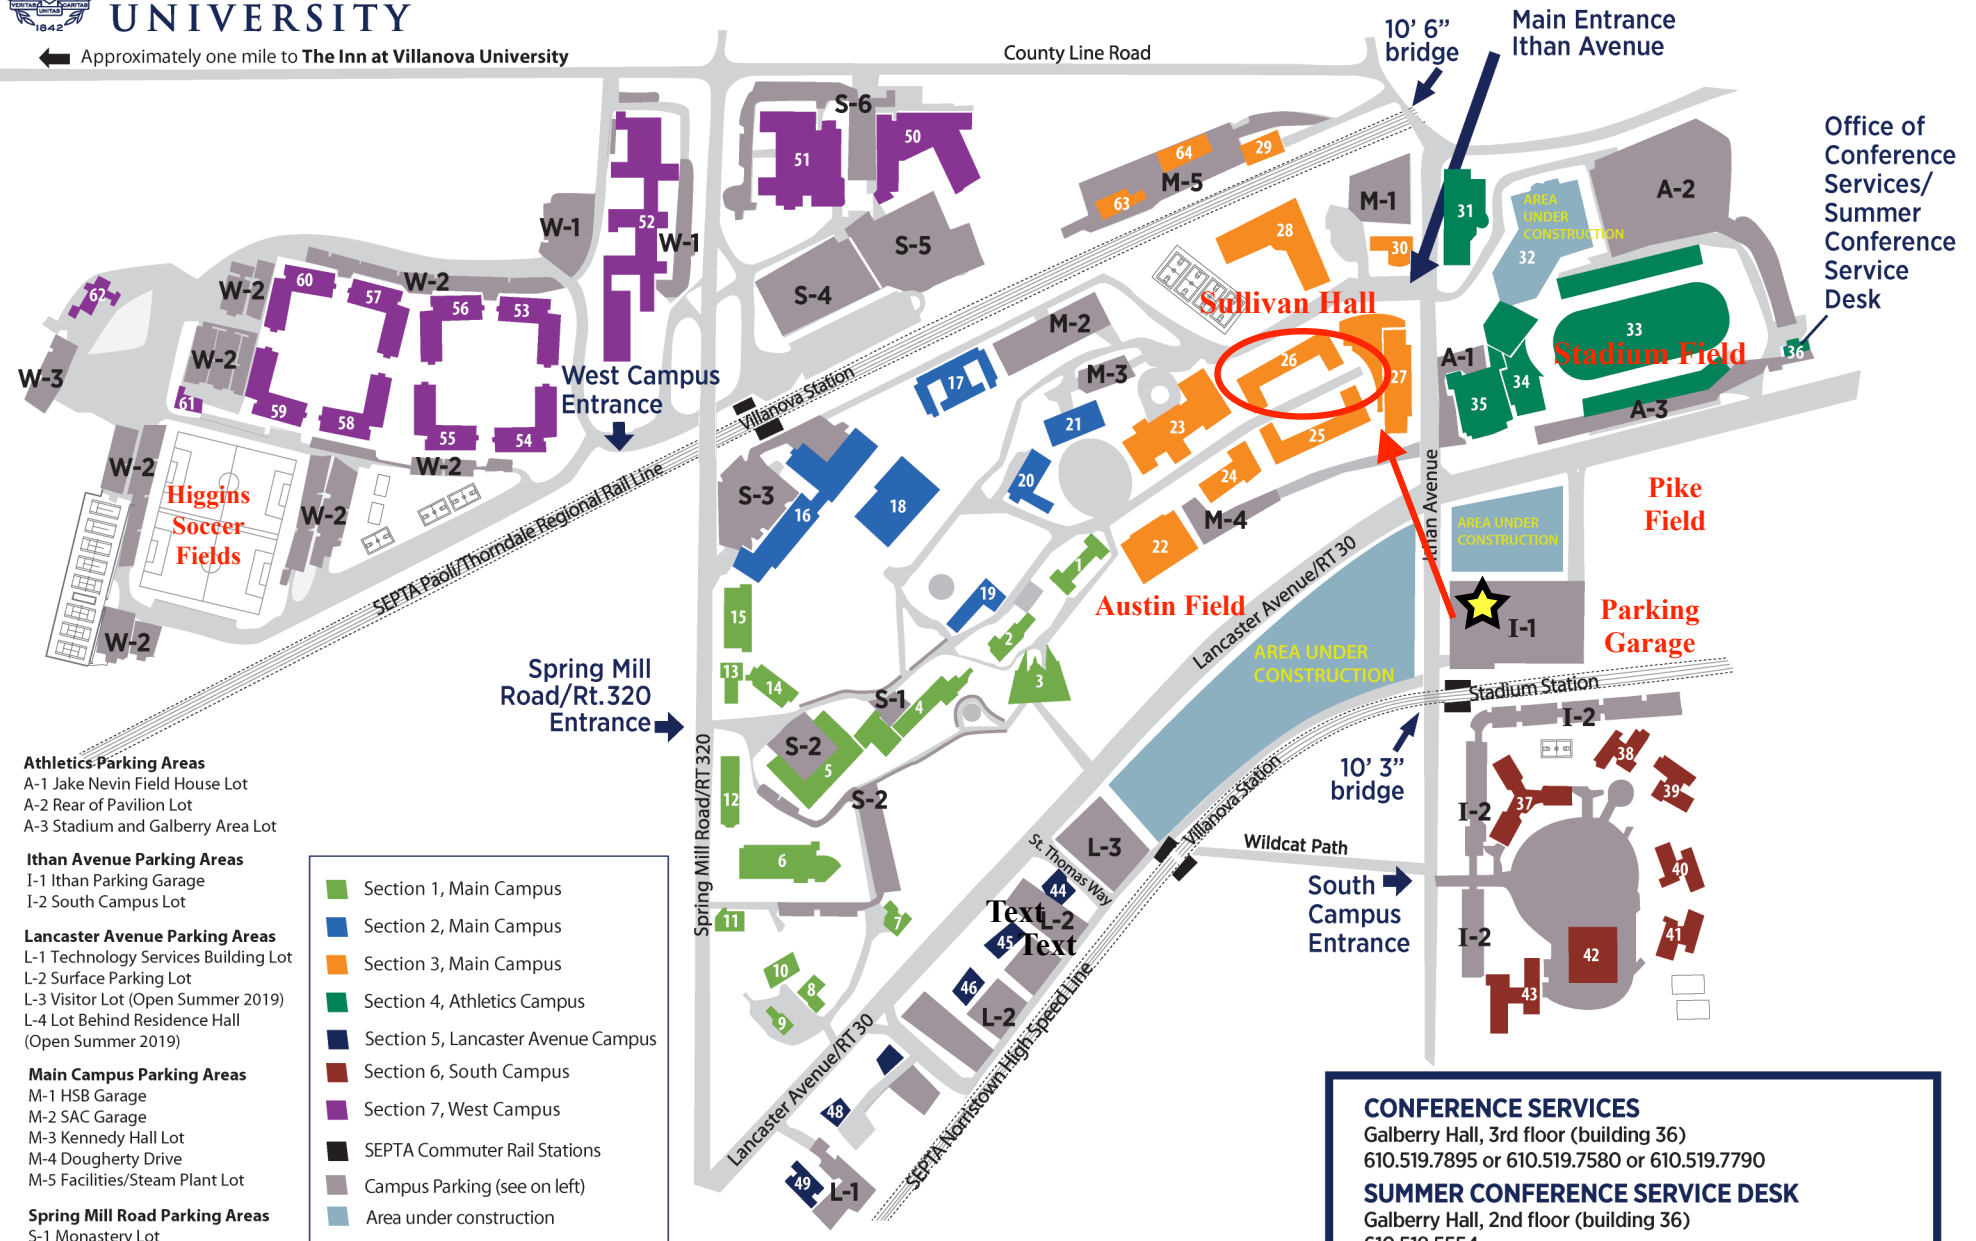 VERITAS UNITAS CARITAS
1842
UNIVERSITY
Approximately one mile to The Inn at Villanova University
County Line Road
10' 6"
bridge
Main Entrance
Ithan Avenue
Office of
Conference
Services/
Summer
Conference
Service
Desk
S-6
51
50
64
29
M-5
63
M-1
31
AREA
UNDER
CONSTRUCTION
32
A-2
W-1
52
W-1
S-5
S-4
28
30
62
W-2
60
57
W-2
56
53
Sullivan Hall
M-2
33
Stadium Field
36
W-3
W-2
61
59
58
55
54
W-2
West Campus
Entrance
Villanova Station
17
M-3
21
26
27
A-1
34
35
A-3
23
25
24
W-2
Higgins
Soccer
Fields
W-2
SEPTA Paoli/Thorndale Regional Rail Line
S-3
16
18
20
M-4
22
Ithan Avenue
Pike
Field
AREA UNDER
CONSTRUCTION
1
19
15
2
Austin Field
Lancaster Avenue/RT 30
I-1
Parking
Garage
W-2
Spring Mill
Road/Rt.320
Entrance
13
14
3
S-1
4
AREA UNDER
CONSTRUCTION
Stadium Station
I-2
S-2
5
12
S-2
Spring Mill Road/RT 320
10' 3"
bridge
38
39
37
I-2
Villanova Station
Wildcat Path
L-3
St. Thomas Way
6
44
South
Campus
Entrance
40
11
7
Text
L-2
45
Text
I-2
41
42
10
8
9
46
L-2
43
Lancaster Avenue/RT 30
SEPTA Norristown High Speed Line
48
49
L-1
Athletics Parking Areas
A-1 Jake Nevin Field House Lot
A-2 Rear of Pavilion Lot
A-3 Stadium and Galberry Area Lot
Ithan Avenue Parking Areas
I-1 Ithan Parking Garage
I-2 South Campus Lot
Lancaster Avenue Parking Areas
L-1 Technology Services Building Lot
L-2 Surface Parking Lot
L-3 Visitor Lot (Open Summer 2019)
L-4 Lot Behind Residence Hall
(Open Summer 2019)
Main Campus Parking Areas
M-1 HSB Garage
M-2 SAC Garage
M-3 Kennedy Hall Lot
M-4 Dougherty Drive
M-5 Facilities/Steam Plant Lot
Spring Mill Road Parking Areas
S-1 Monastery Lot
Section 1, Main Campus
Section 2, Main Campus
Section 3, Main Campus
Section 4, Athletics Campus
Section 5, Lancaster Avenue Campus
Section 6, South Campus
Section 7, West Campus
SEPTA Commuter Rail Stations
Campus Parking (see on left)
Area under construction
CONFERENCE SERVICES
Galberry Hall, 3rd floor (building 36)
610.519.7895 or 610.519.7580 or 610.519.7790
SUMMER CONFERENCE SERVICE DESK
Galberry Hall, 2nd floor (building 36)